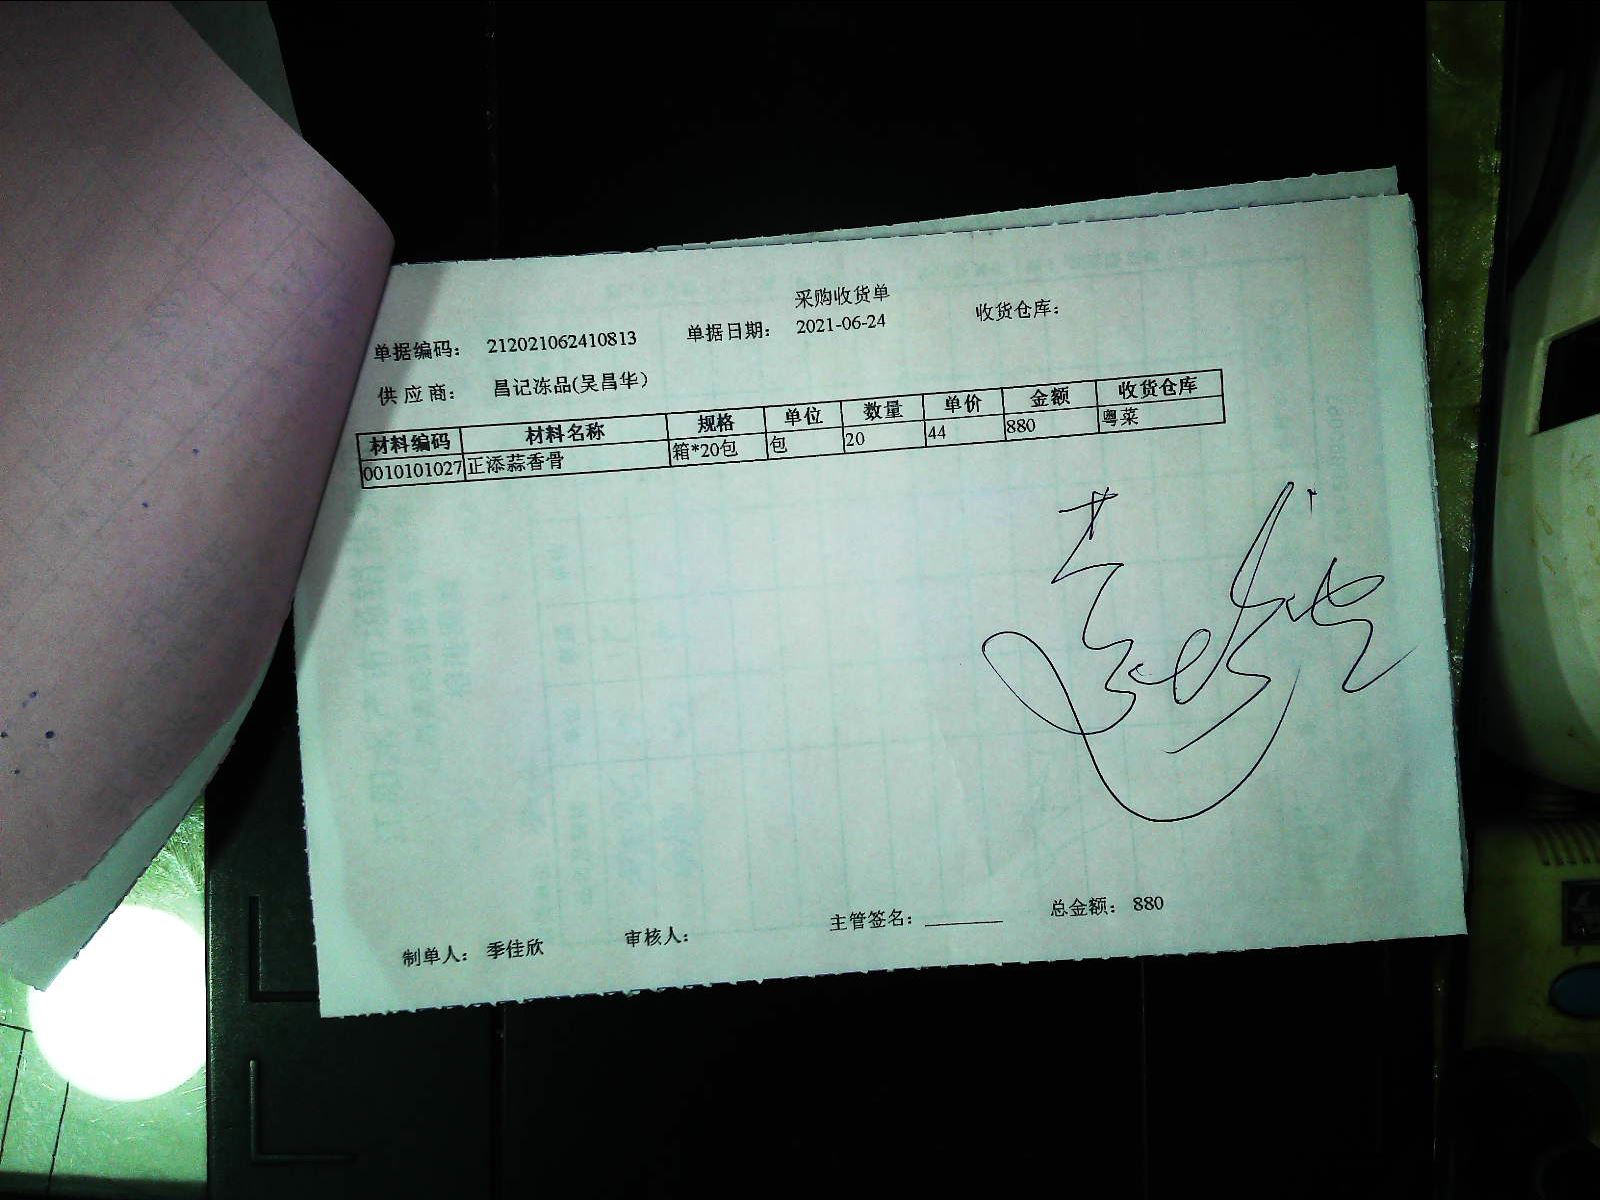 采购收货单
单据编码： 212021062410813 单据日期： 2021-06-24 收货仓库：
供 应 商： 昌记冻品(吴昌华）
材料编码 材料名称 规格 单位 数量 单价 金额 收货仓库
0010101027 正添蒜香骨 箱*20包 包 20 44 880 粤菜
制单人： 季佳欣 审核人： 主管签名： 总金额： 880